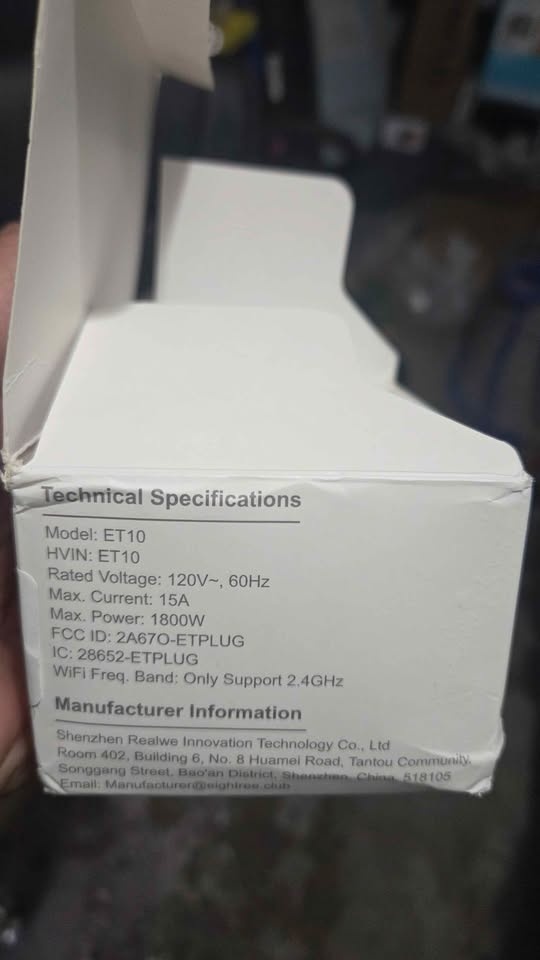 Technical Specifications
Model: ET10
HVIN: ET10
Rated Voltage: 120V~, 60Hz
Max. Current: 15A
Max. Power: 1800W
FCC ID: 2A67O-ETPLUG
IC: 28652-ETPLUG
WiFi Freq. Band: Only Support 2.4GHz
Manufacturer Information
Shenzhen Realwe Innovation Technology Co., Ltd
Room 402, Building 6, No. 8 Huamei Road, Tantou Community,
Songgang Street, Bao'an District, Shenzhen, China, 518105
Email: Manufacturer@eightree.club